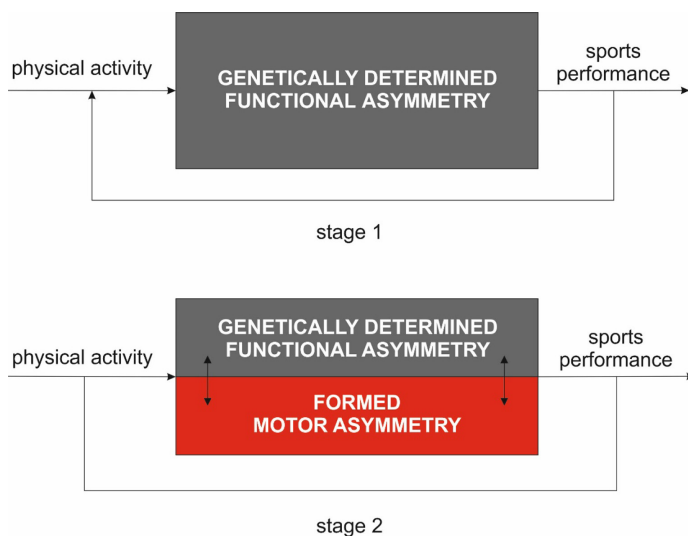 sports
physical activity
performance
GENETICALLY DETERMINED
FUNCTIONAL ASYMMETRY
stage 1
GENETICALLY DETERMINED
FUNCTIONAL ASYMMETRY
sports
physical activity
performance
FORMED
MOTOR ASYMMETRY
stage 2